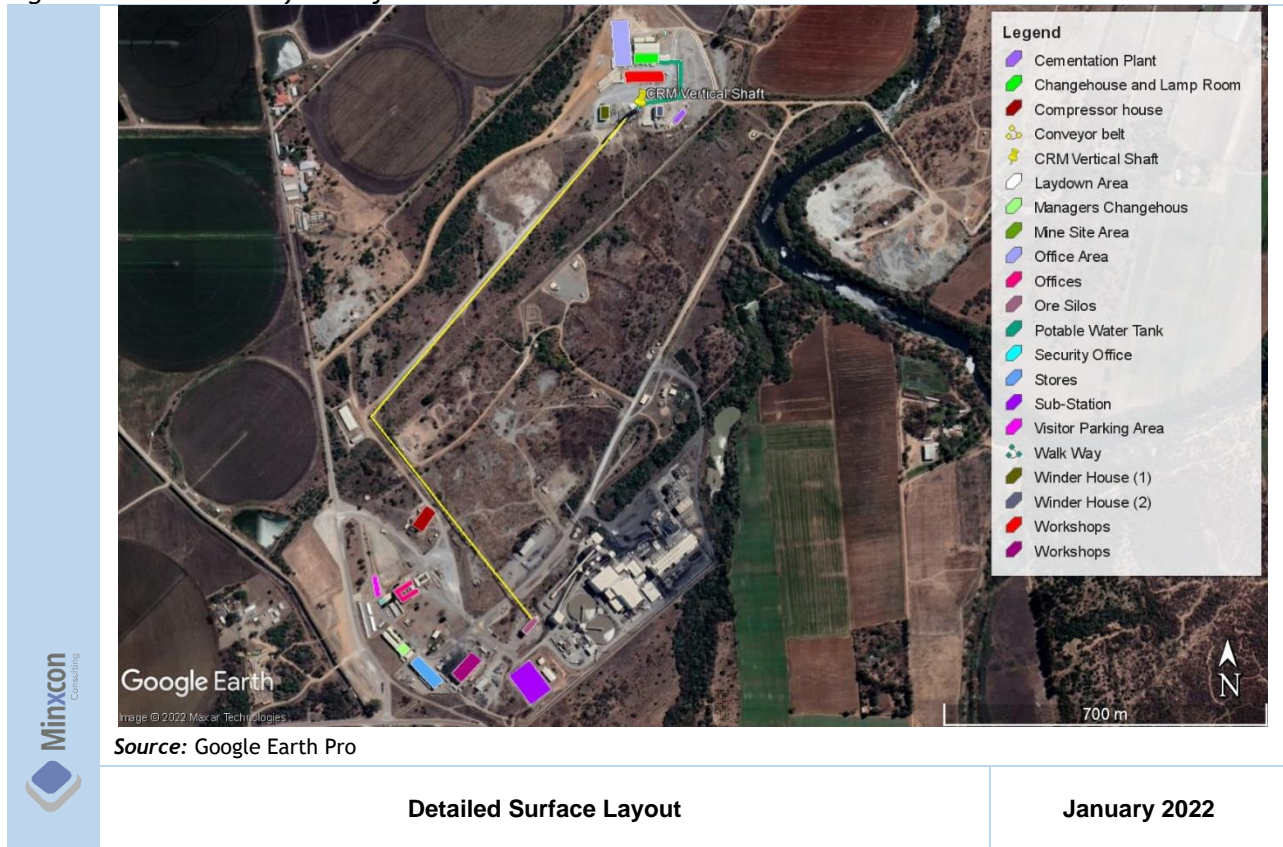 Legend
Cementation Plant
Changehouse and Lamp Room
Compressor house
Conveyor belt
CRM Vertical Shaft
Laydown Area
Managers Changehous
Mine Site Area
Office Area
Offices
Ore Silos
Potable Water Tank
Security Office
Stores
Sub-Station
Visitor Parking Area
Walk Way
Winder House (1)
Winder House (2)
Workshops
Workshops
CRM Vertical Shaft
N
700 m
Google Earth
Image © 2022 Maxar Technologies
Minxcon
Consulting
Source: Google Earth Pro
Detailed Surface Layout
January 2022